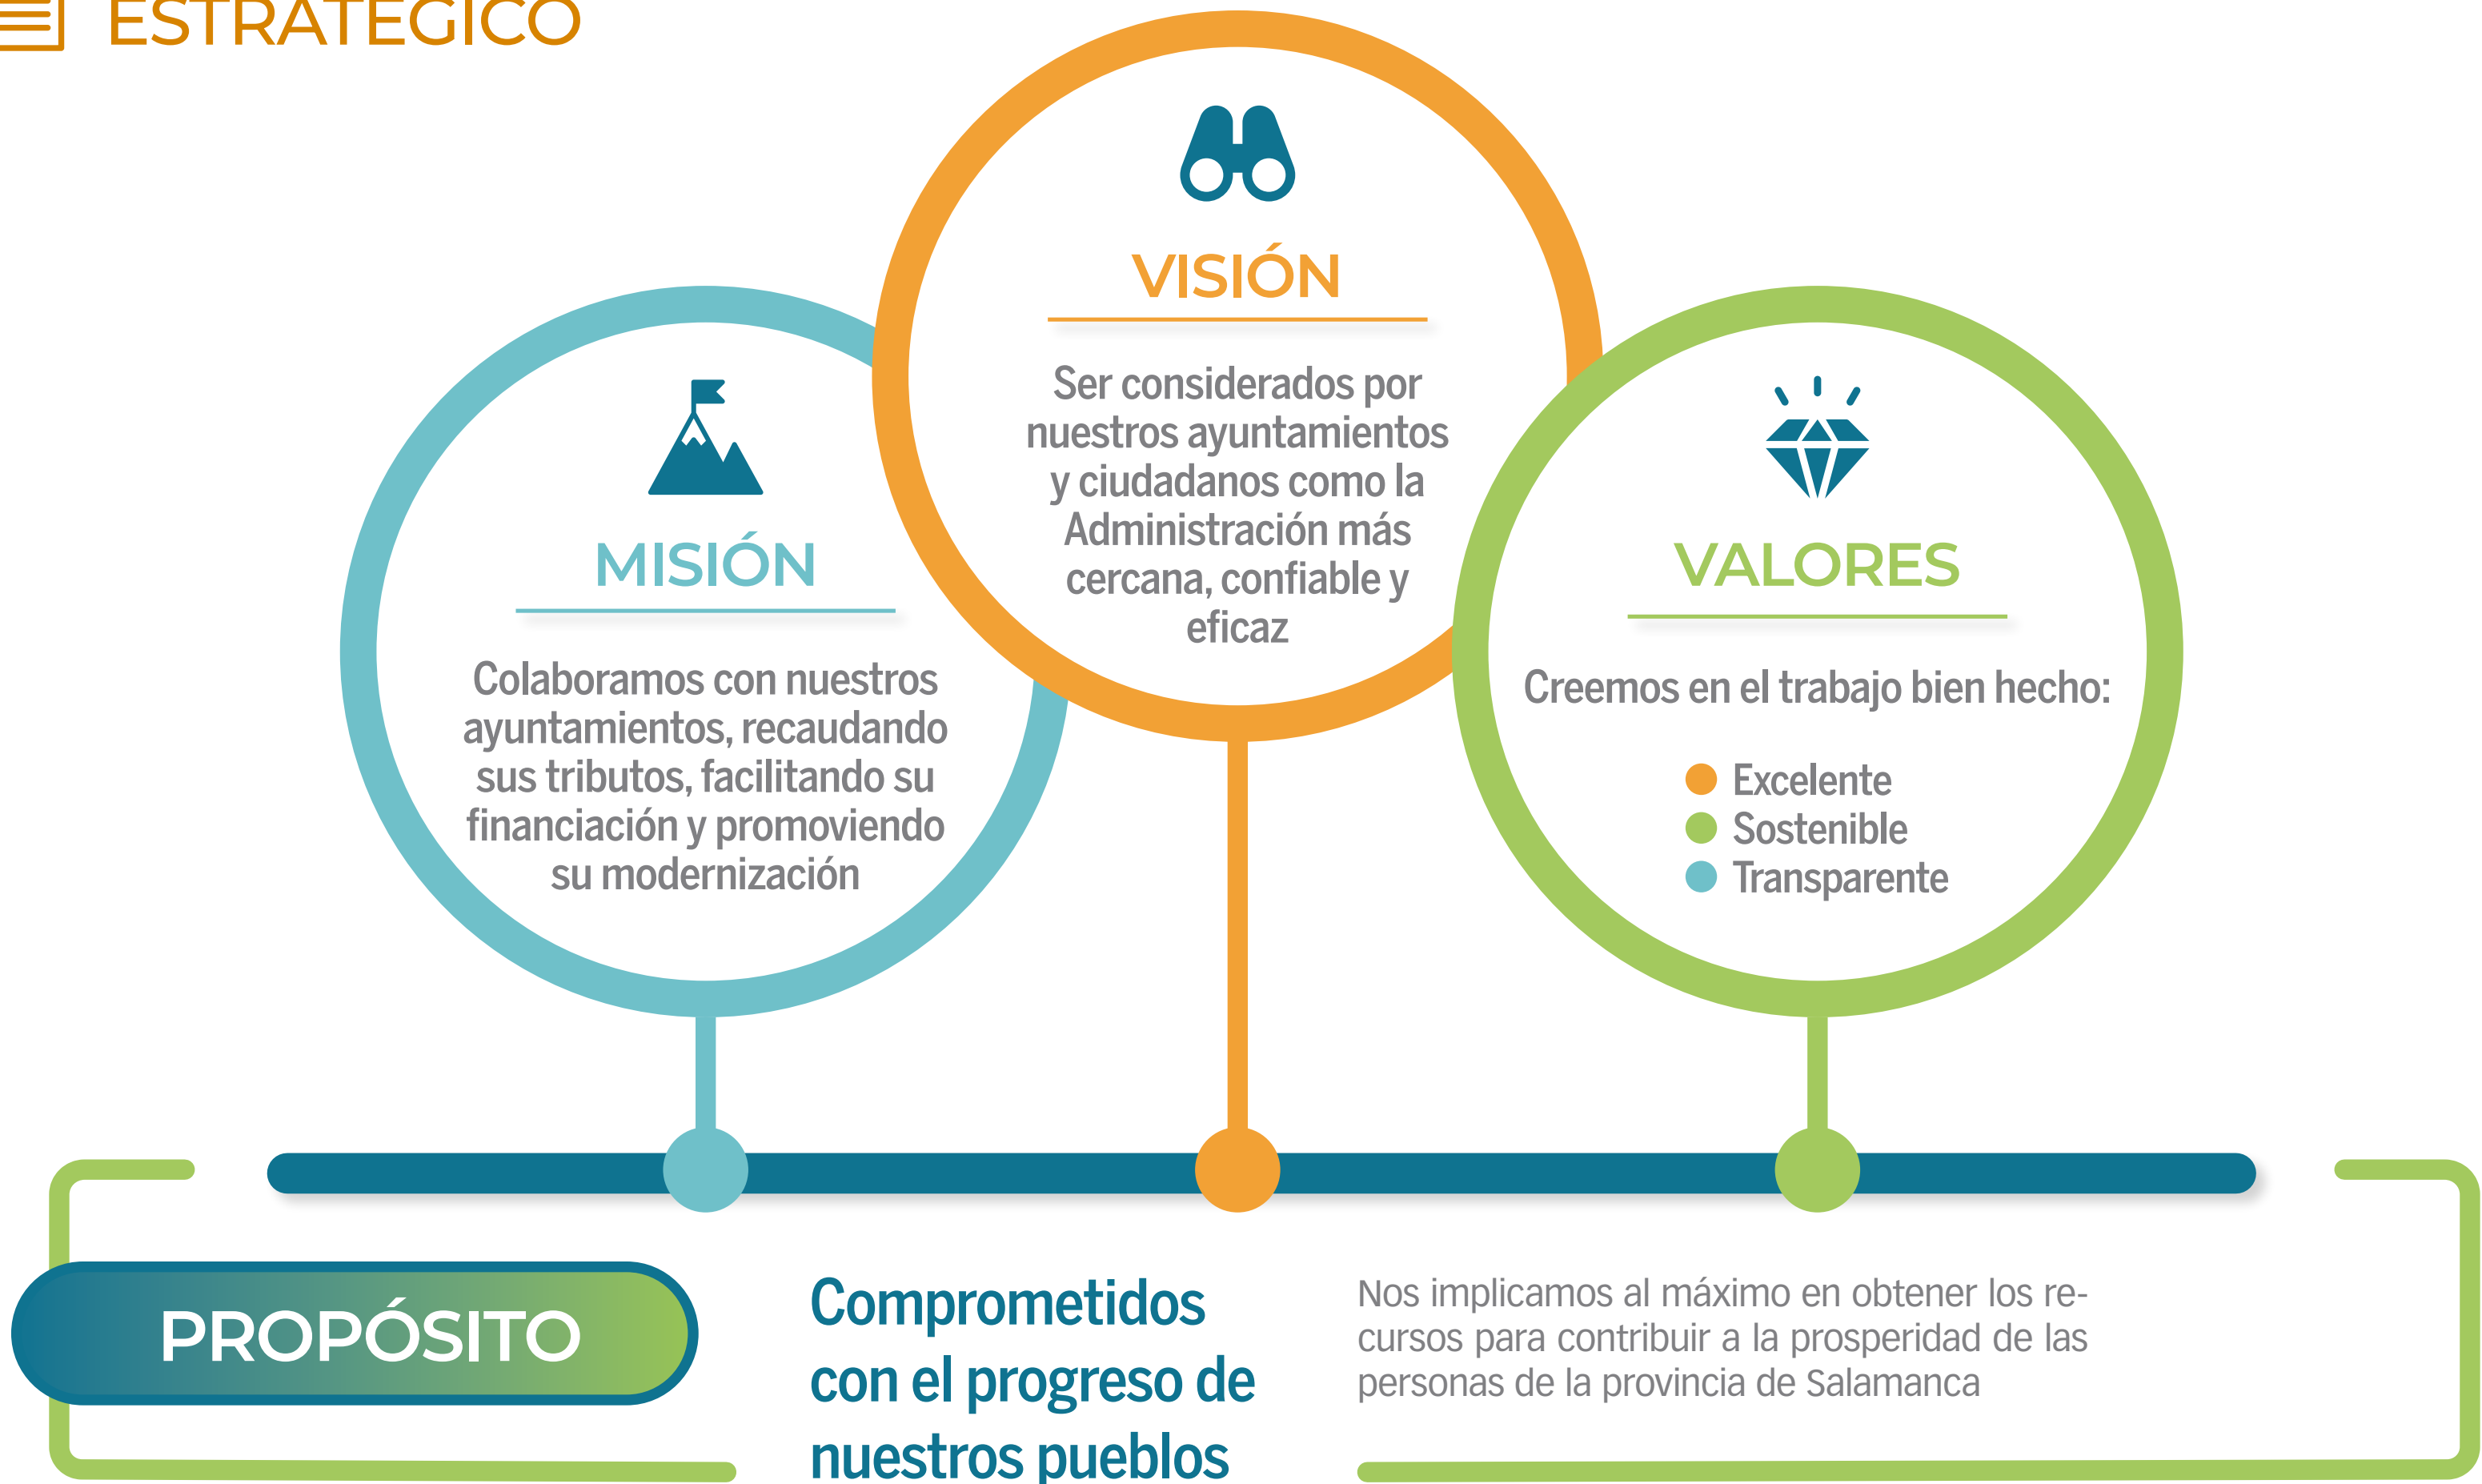 ESTRATÉGICO
MISIÓN
Colaboramos con nuestros
ayuntamientos, recaudando
sus tributos, facilitando su
financiación y promoviendo
su modernización
VISIÓN
Ser considerados por
nuestros ayuntamientos
y ciudadanos como la
Administración más
cercana, confiable y
eficaz
VALORES
Creemos en el trabajo bien hecho:
Excelente
Sostenible
Transparente
PROPÓSITO
Comprometidos
con el progreso de
nuestros pueblos
Nos implicamos al máximo en obtener los re-
cursos para contribuir a la prosperidad de las
personas de la provincia de Salamanca